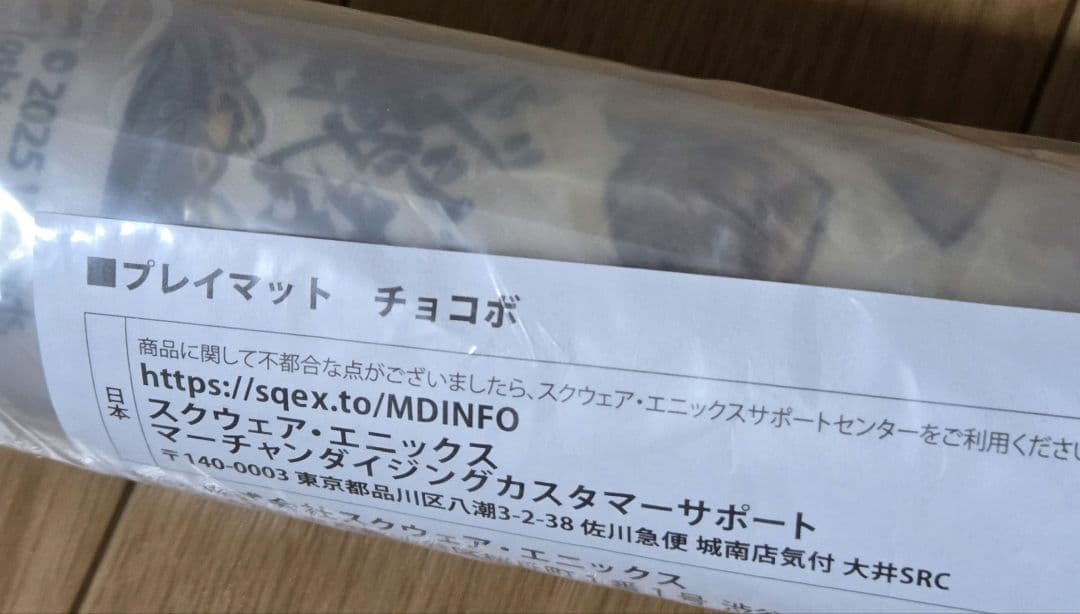 © 2025
■プレイマット　チョコボ
商品に関して不都合な点がございましたら、スクウェア・エニックスサポートセンターをご利用ください
日本
https://sqex.to/MDINFO
スクウェア・エニックス
マーチャンダイジングカスタマーサポート
〒140-0003 東京都品川区八潮3-2-38 佐川急便 城南店気付 大井SRC
株式会社スクウェア・エニックス